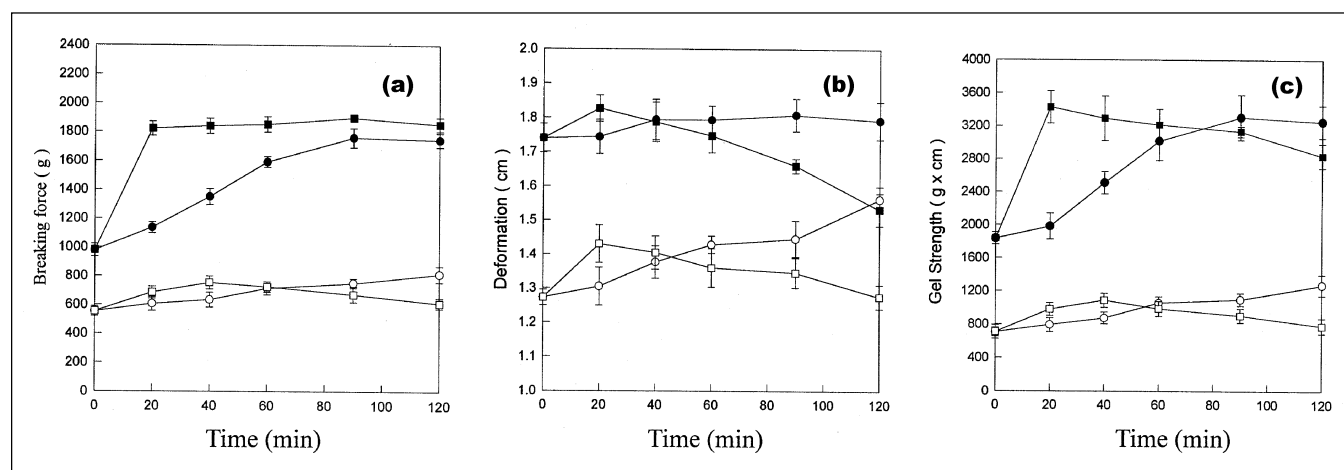 2400
2200
2000
1800
1600
1400
1200
1000
800
600
400
200
0
Breaking force ( g )
(a)
0 20 40 60 80 100 120
Time (min)
2.0
1.9
1.8
1.7
1.6
1.5
1.4
1.3
1.2
1.1
1.0
Deformation ( cm )
(b)
0 20 40 60 80 100 120
Time (min)
4000
3600
3200
2800
2400
2000
1600
1200
800
400
0
Gel Strength ( g x cm )
(c)
0 20 40 60 80 100 120
Time (min)